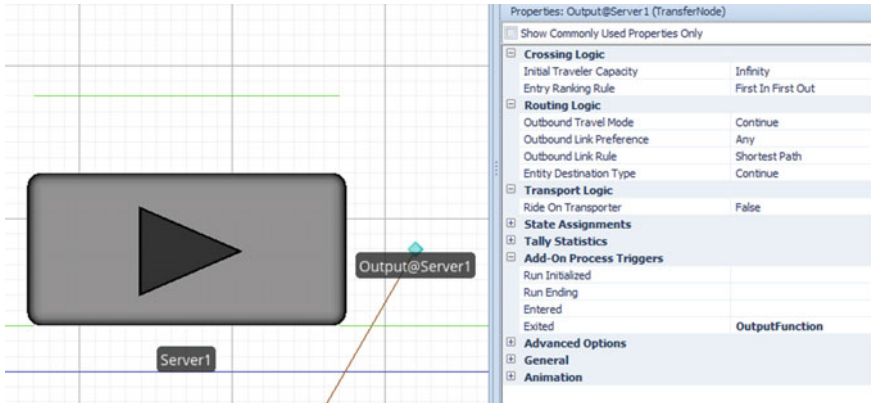 Properties: Output@Server1 (TransferNode)
Show Commonly Used Properties Only
Crossing Logic
Initial Traveler Capacity Infinity
Entry Ranking Rule First In First Out
Routing Logic
Outbound Travel Mode Continue
Outbound Link Preference Any
Outbound Link Rule Shortest Path
Entity Destination Type Continue
Transport Logic
Ride On Transporter False
State Assignments
Tally Statistics
Add-On Process Triggers
Run Initialized
Run Ending
Entered
Exited OutputFunction
Advanced Options
General
Animation
Output@Server1
Server1